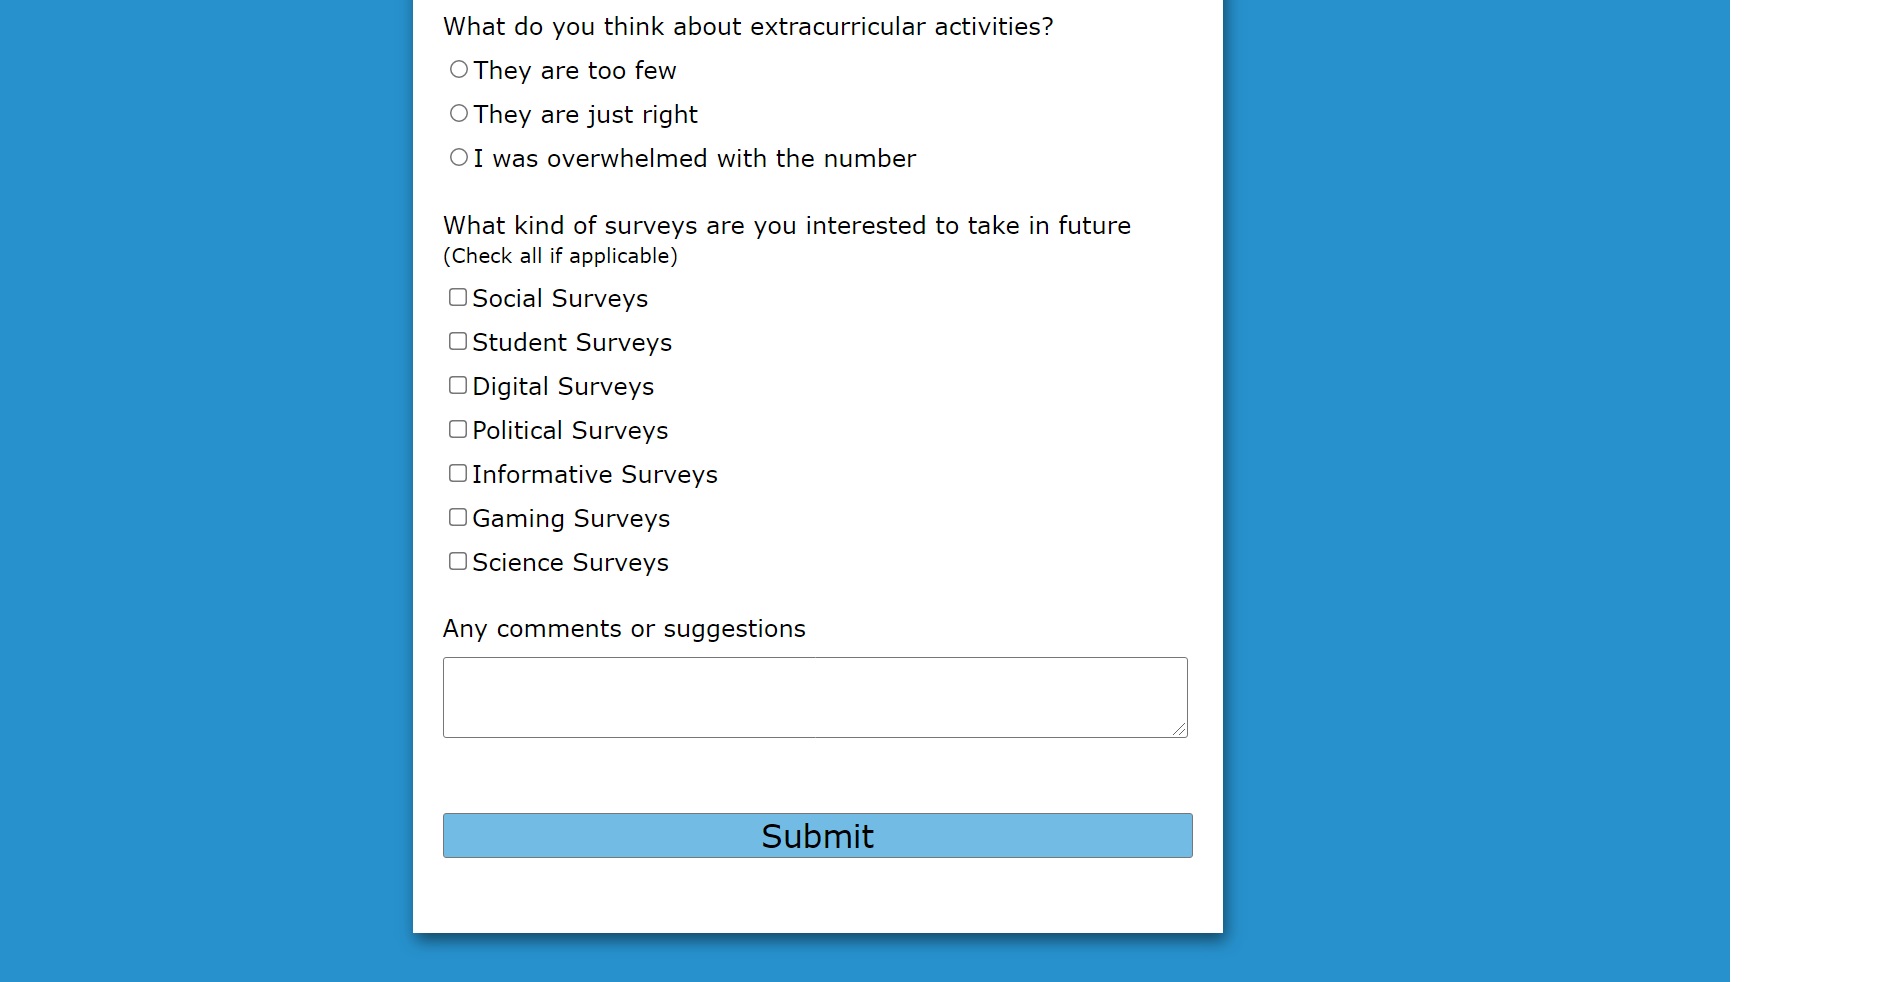 What do you think about extracurricular activities?
They are too few
They are just right
I was overwhelmed with the number
What kind of surveys are you interested to take in future
(Check all if applicable)
Social Surveys
Student Surveys
Digital Surveys
Political Surveys
Informative Surveys
Gaming Surveys
Science Surveys
Any comments or suggestions
Submit